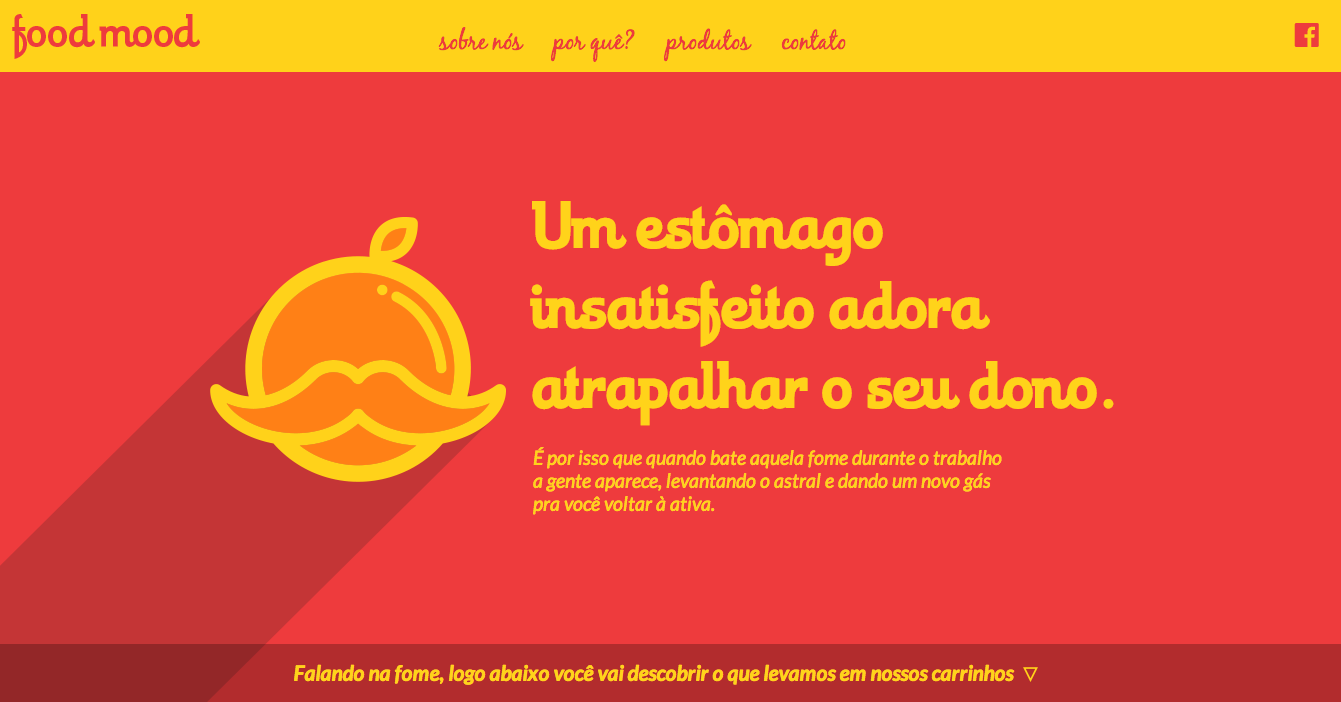 food mood
sobre nós por quê? produtos contato
Um estômago
insatisfeito adora
atrapalhar o seu dono.
É por isso que quando bate aquela fome durante o trabalho
a gente aparece, levantando o astral e dando um novo gás
pra você voltar à ativa.
Falando na fome, logo abaixo você vai descobrir o que levamos em nossos carrinhos